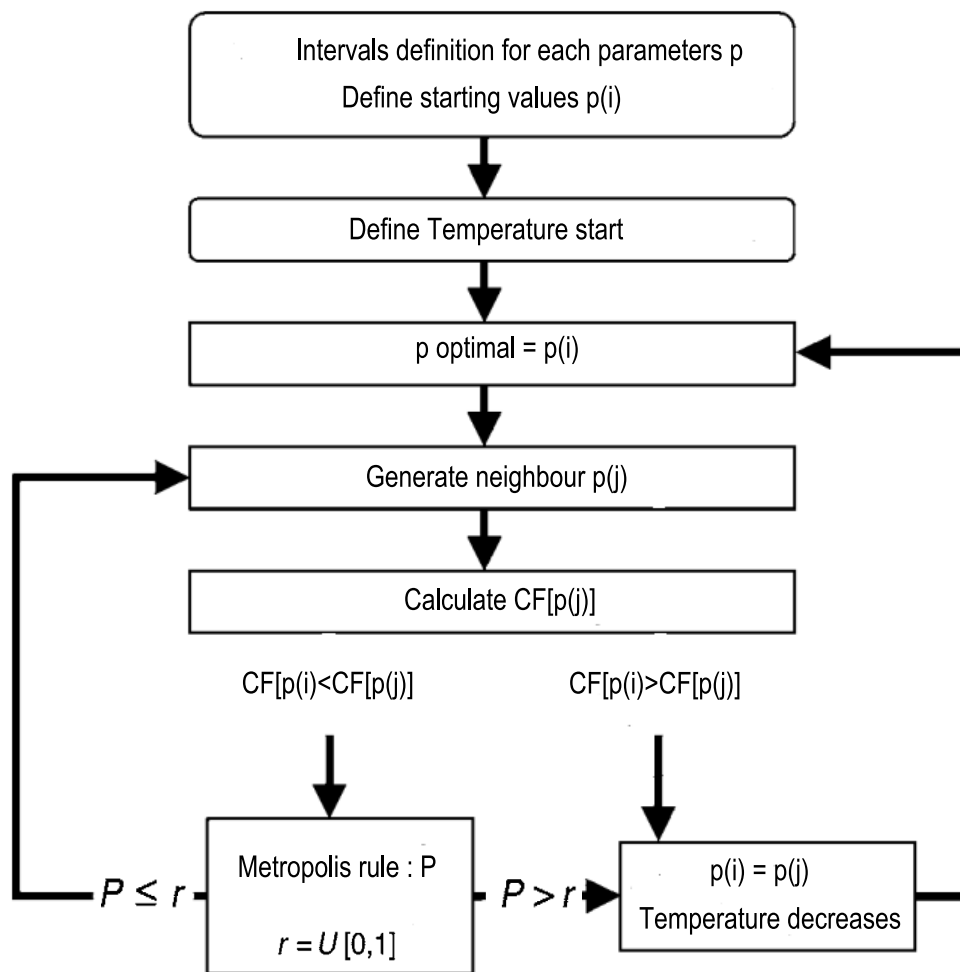 Intervals definition for each parameters p
Define starting values p(i)
Define Temperature start
p optimal = p(i)
Generate neighbour p(j)
Calculate CF[p(j)]
CF[p(i)<CF[p(j)]
CF[p(i)>CF[p(j)]
Metropolis rule : P
r = U [0,1]
P ≤ r
P > r
p(i) = p(j)
Temperature decreases